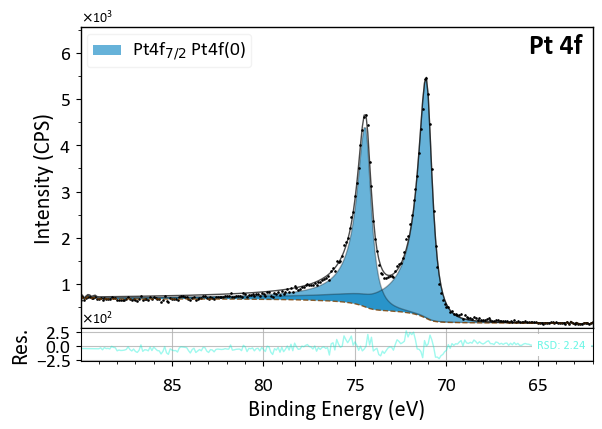 ×10³
Pt 4f
Pt4f₇/₂ Pt4f(0)
6
5
4
3
2
1
Intensity (CPS)
×10²
2.5
0.0
−2.5
Res.
RSD: 2.24
85 80 75 70 65
Binding Energy (eV)